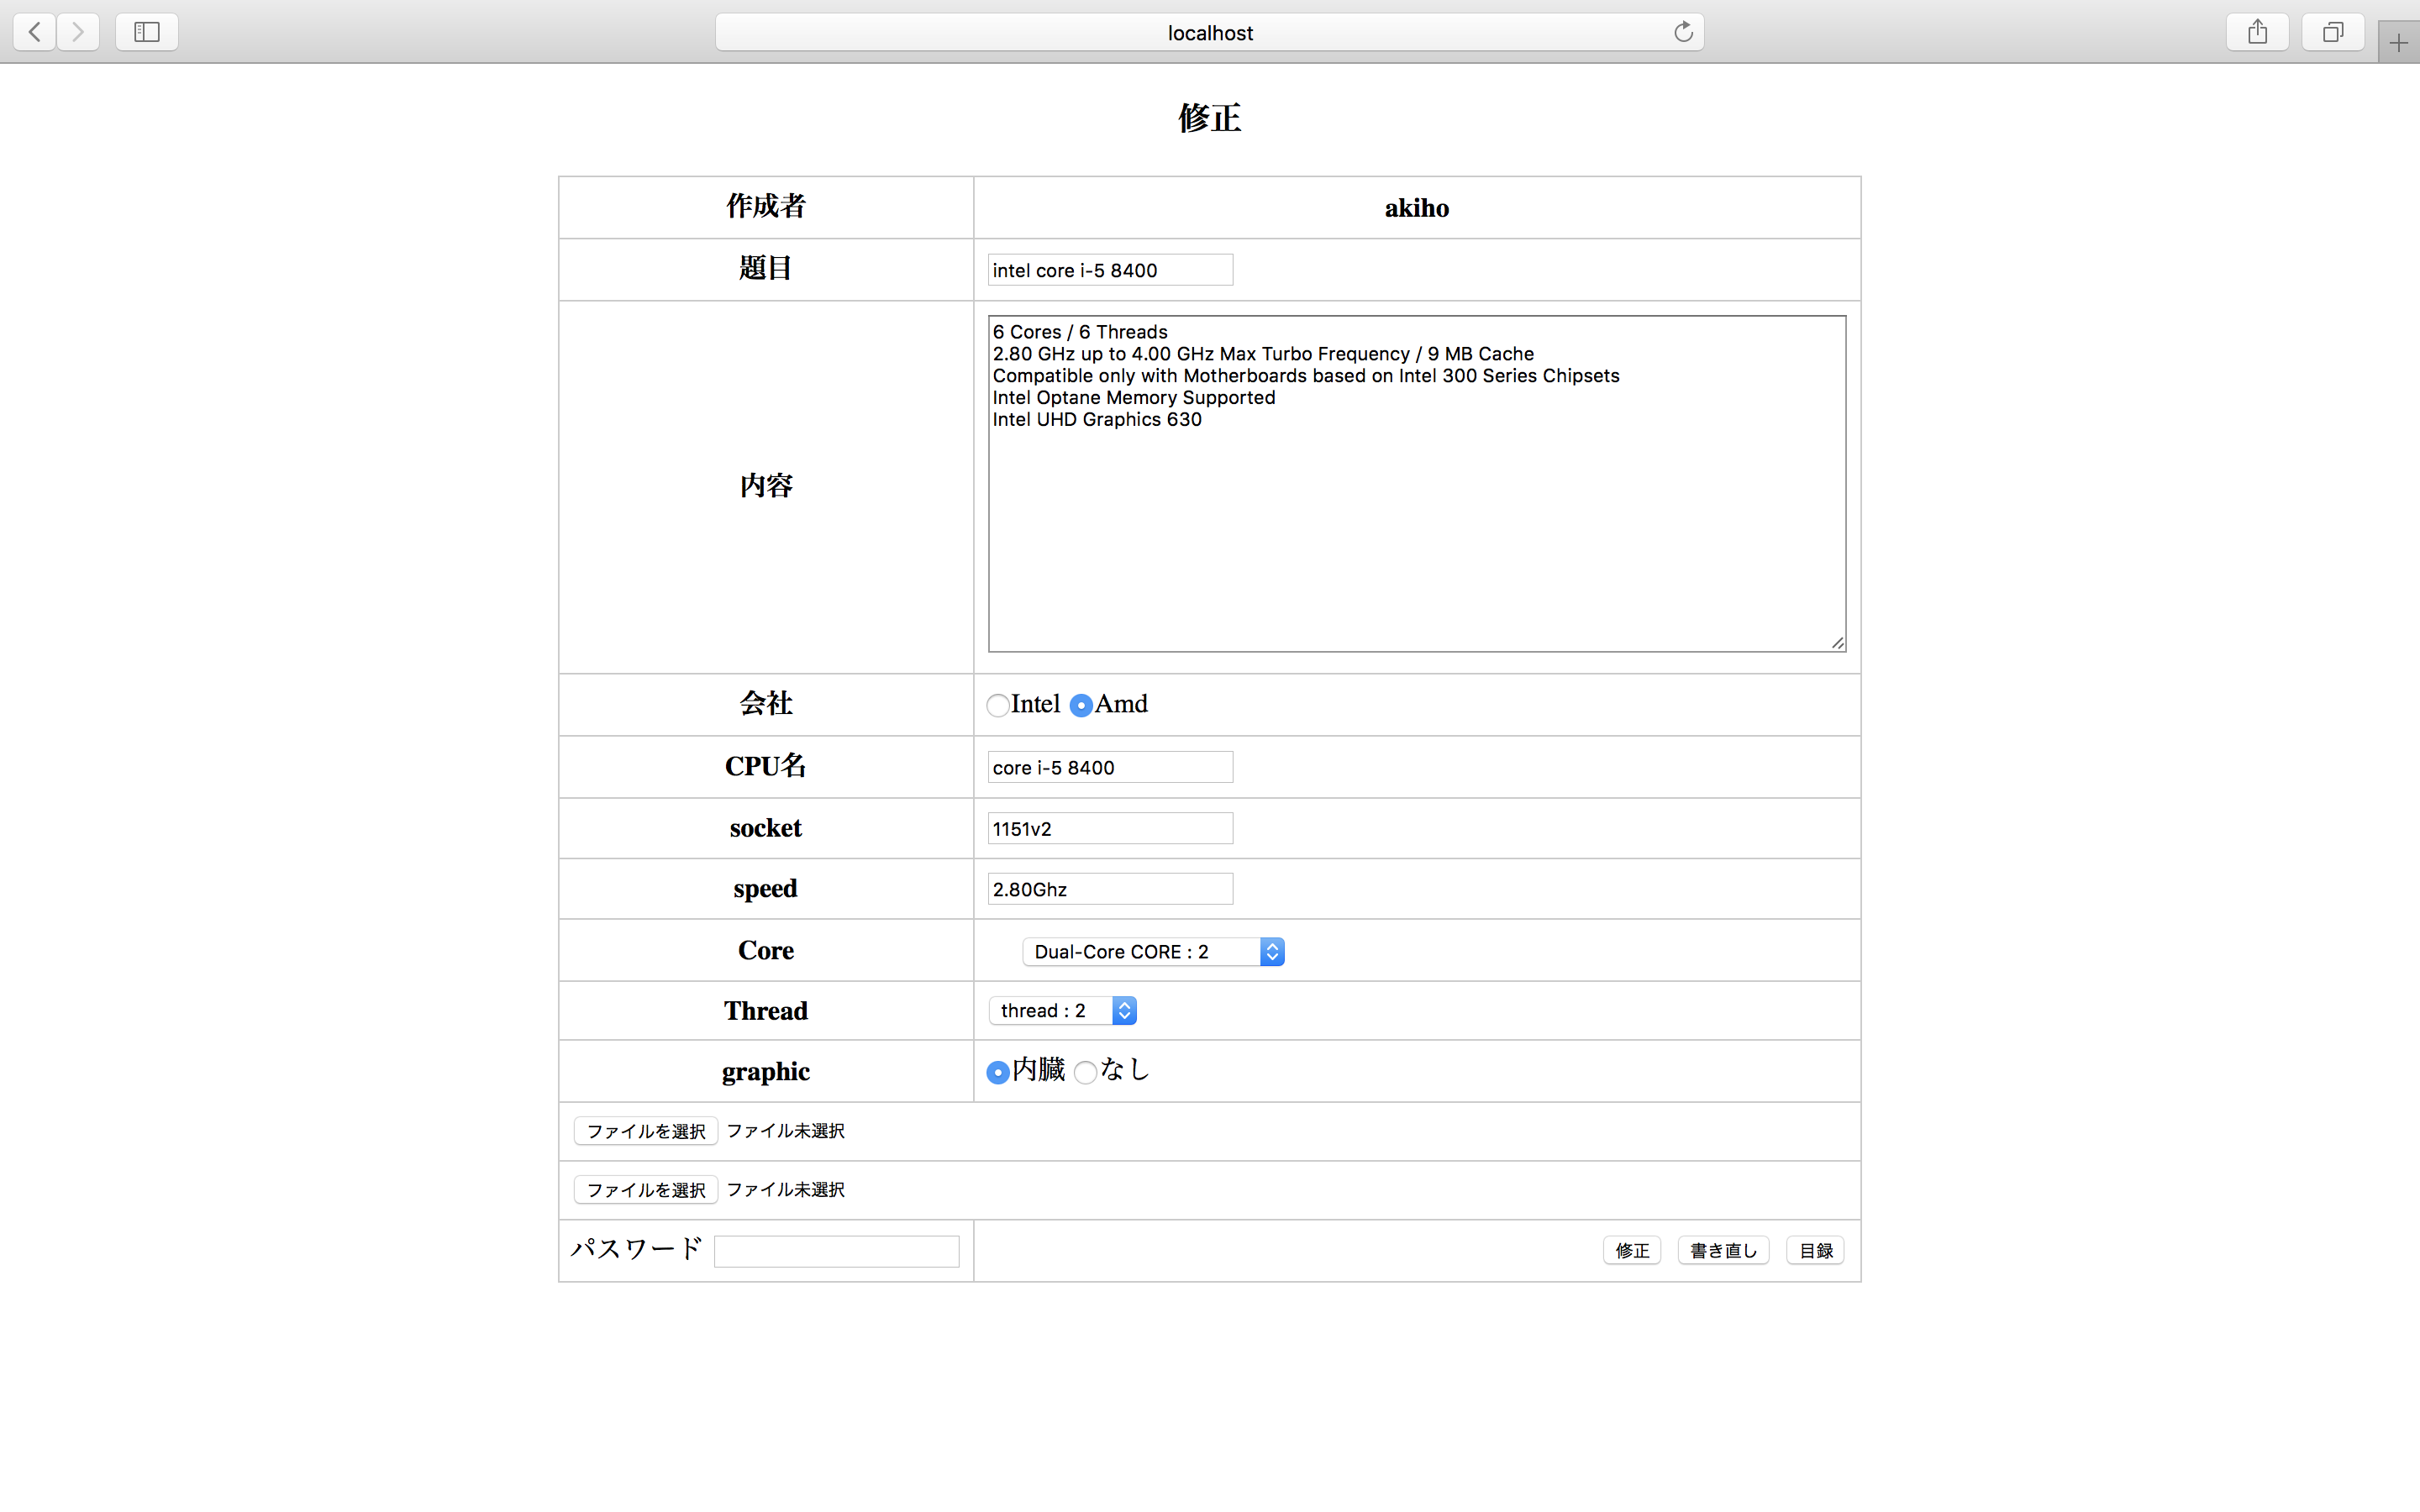 localhost
修正
作成者 akiho
題目 intel core i-5 8400
内容
6 Cores / 6 Threads
2.80 GHz up to 4.00 GHz Max Turbo Frequency / 9 MB Cache
Compatible only with Motherboards based on Intel 300 Series Chipsets
Intel Optane Memory Supported
Intel UHD Graphics 630
会社 Intel Amd
CPU名 core i-5 8400
socket 1151v2
speed 2.80Ghz
Core Dual-Core CORE : 2
Thread thread : 2
graphic 内臓 なし
ファイルを選択 ファイル未選択
ファイルを選択 ファイル未選択
パスワード 修正 書き直し 目録